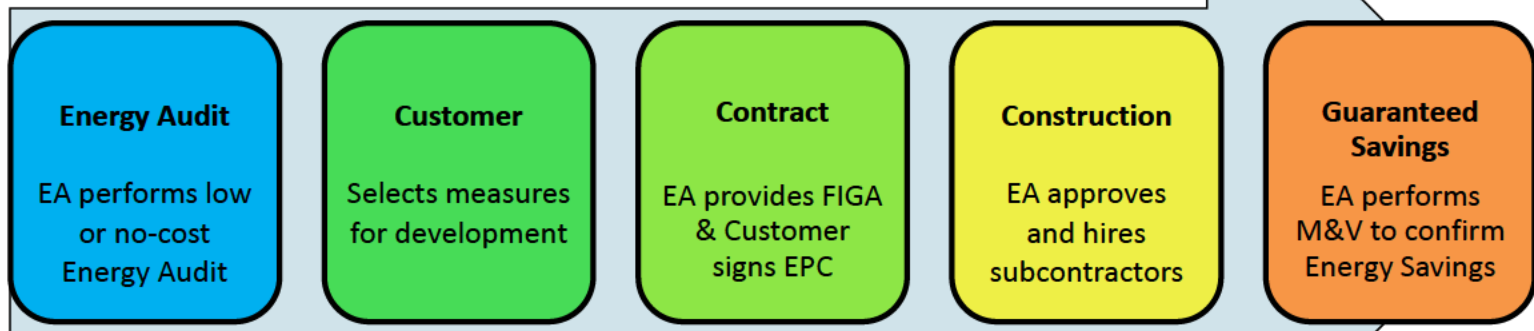 Energy Audit
EA performs low
or no-cost
Energy Audit
Customer
Selects measures
for development
Contract
EA provides FIGA
& Customer
signs EPC
Construction
EA approves
and hires
subcontractors
Guaranteed
Savings
EA performs
M&V to confirm
Energy Savings